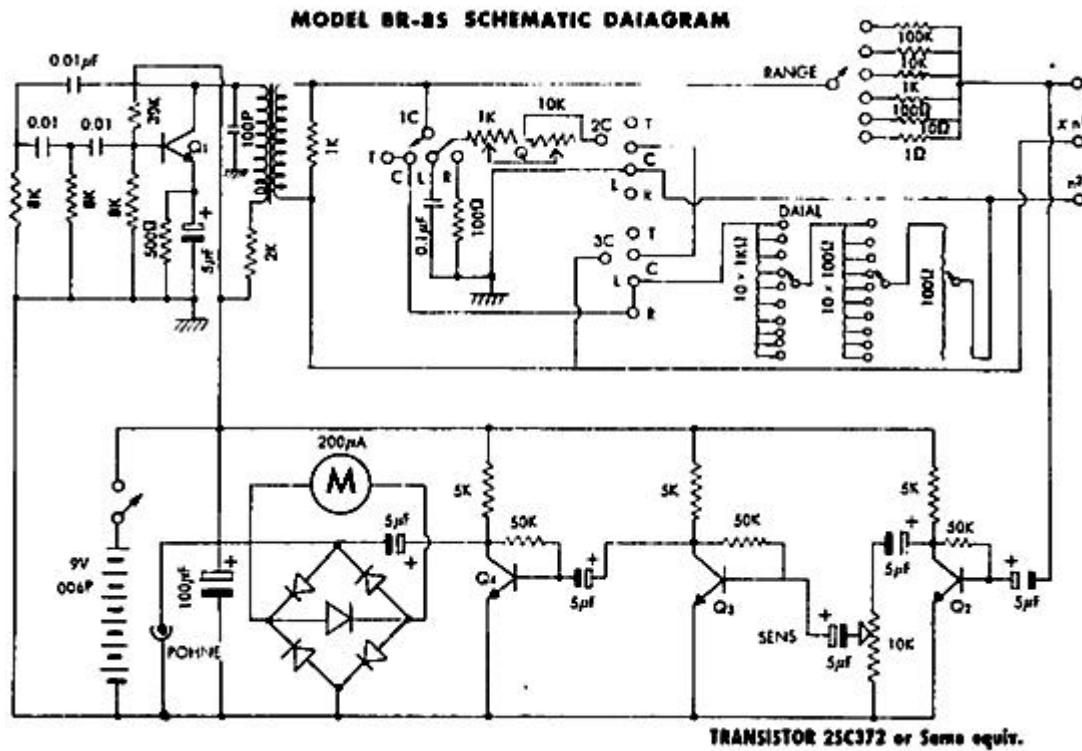 MODEL BR-8S SCHEMATIC DAIAGRAM
0.01µF
0.01
0.01
20K
Q1
8K
8K
8K
500Ω
5µF
+
100P
2K
1K
1C
T
C
L
R
0.1µF
100Ω
1K
10K
Q
2C
T
C
L
R
3C
T
C
L
R
RANGE
100K
10K
1K
100Ω
10Ω
1Ω
DAIAL
10 × 1KΩ
10 × 100Ω
100Ω
200µA
M
9V
006P
POHNE
100µF
5µF
+
5K
50K
Q4
+
5µF
5K
50K
Q3
SENS
+
5µF
10K
+
5µF
5K
50K
Q2
+
5µF
TRANSISTOR 2SC372 or Same equiv.